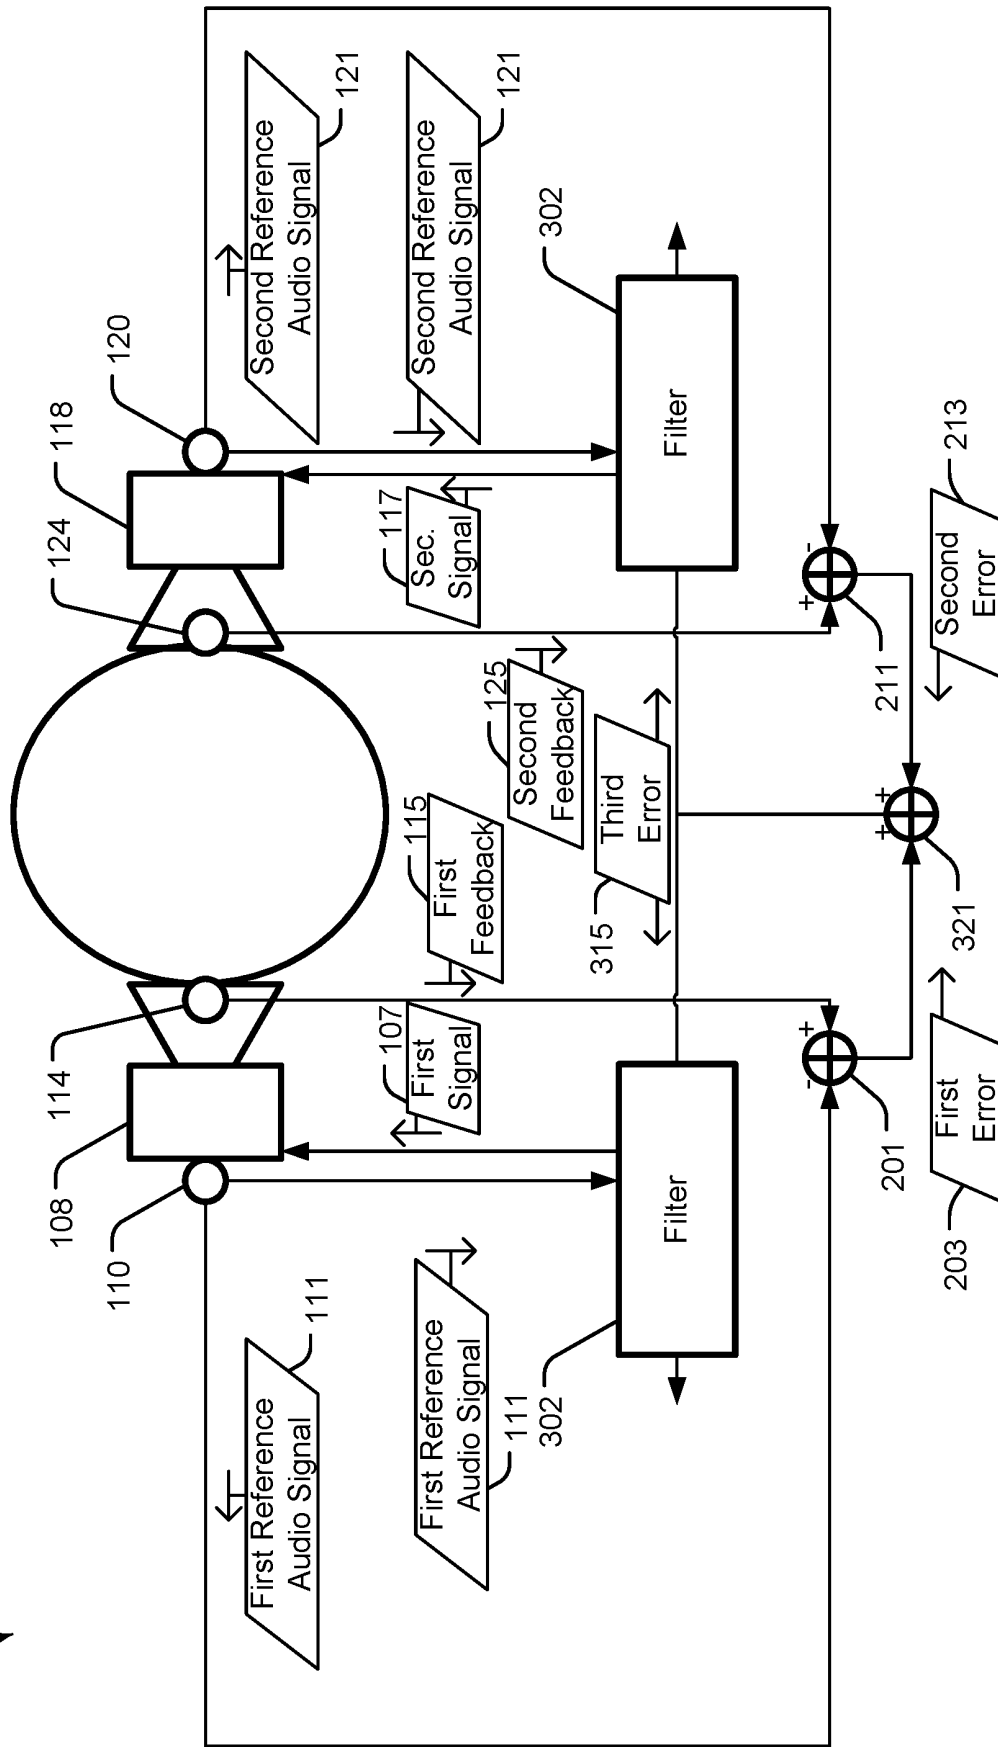 110
108
114
124
118
120
First Reference
Audio Signal
111
Second Reference
Audio Signal
121
First Reference
Audio Signal
111
107
First
Signal
115
First
Feedback
125
Second
Feedback
117
Sec.
Signal
Second Reference
Audio Signal
121
302
Filter
315
Third
Error
302
Filter
-
+
201
+
-
211
+
+
321
203
First
Error
Second
Error
213